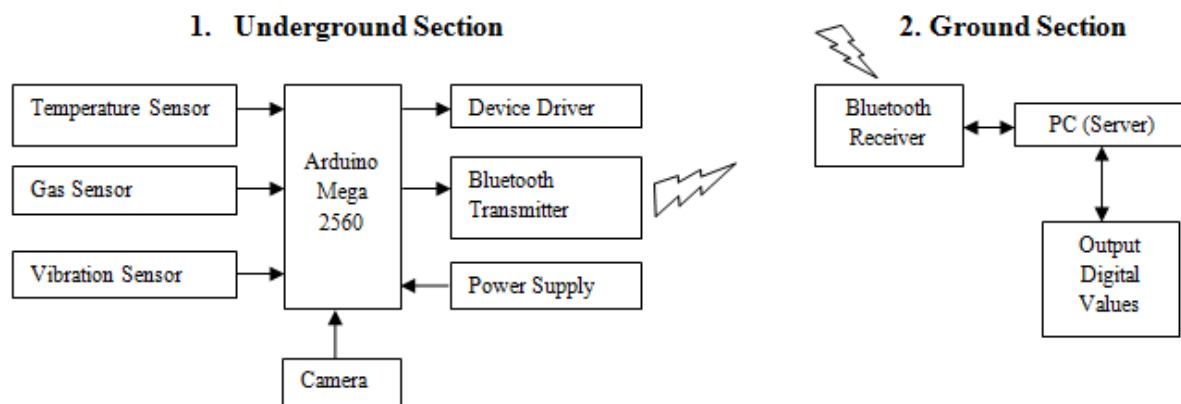 1. Underground Section
Temperature Sensor
Gas Sensor
Vibration Sensor
Arduino
Mega
2560
Camera
Device Driver
Bluetooth
Transmitter
Power Supply
2. Ground Section
Bluetooth
Receiver
PC (Server)
Output
Digital
Values